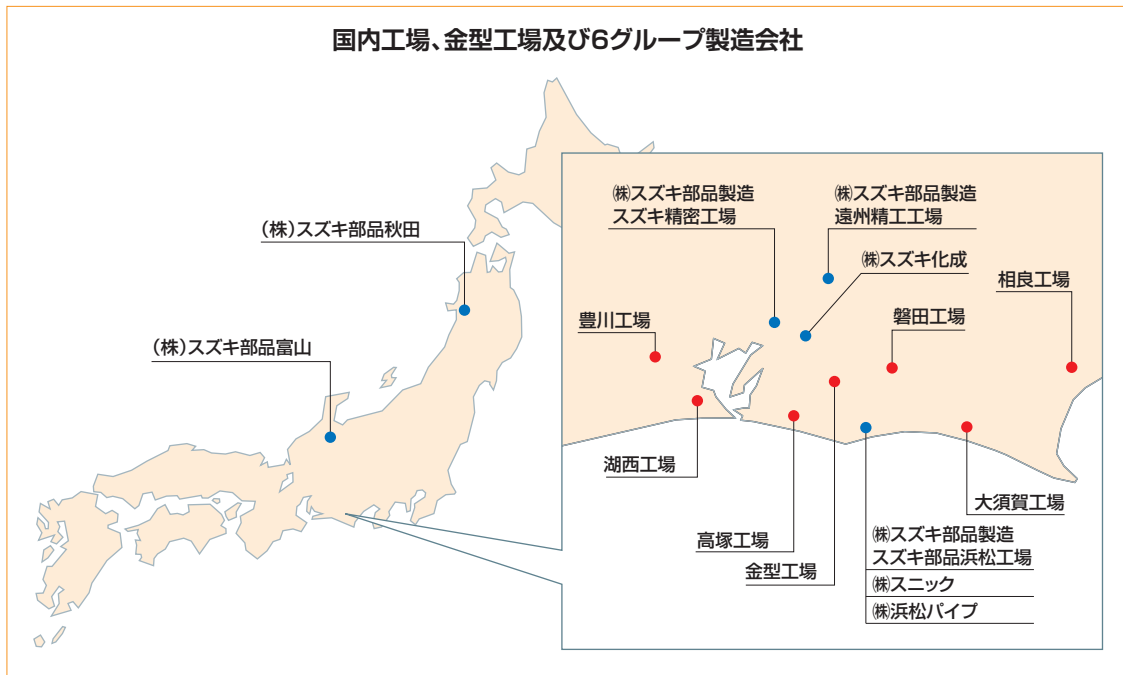 国内工場、金型工場及び6グループ製造会社
(株)スズキ部品秋田
(株)スズキ部品富山
㈱スズキ部品製造
スズキ精密工場
㈱スズキ部品製造
遠州精工工場
㈱スズキ化成
相良工場
豊川工場
磐田工場
湖西工場
大須賀工場
高塚工場
金型工場
㈱スズキ部品製造
スズキ部品浜松工場
㈱スニック
㈱浜松パイプ